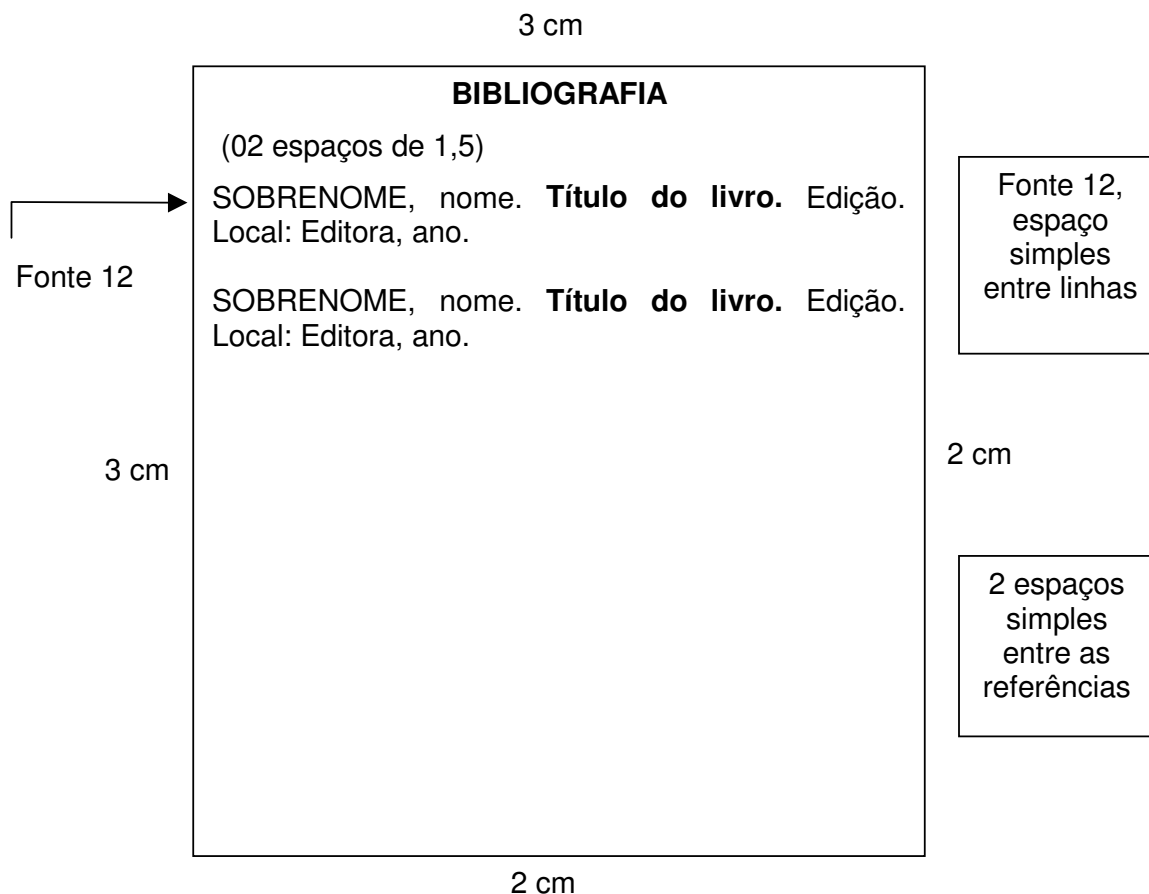 3 cm
BIBLIOGRAFIA
(02 espaços de 1,5)
SOBRENOME, nome. Título do livro. Edição.
Local: Editora, ano.
Fonte 12
SOBRENOME, nome. Título do livro. Edição.
Local: Editora, ano.
Fonte 12,
espaço
simples
entre linhas
3 cm
2 cm
2 espaços
simples
entre as
referências
2 cm